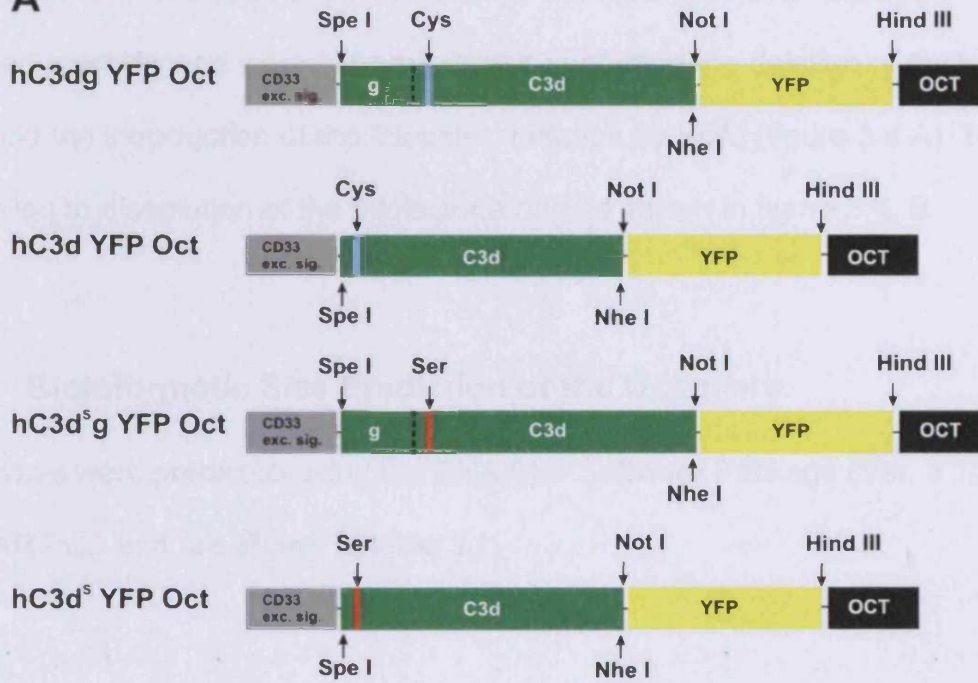 A
Spe I Cys Not I Hind III
hC3dg YFP Oct CD33 exc. sig. g C3d YFP OCT
Nhe I
Cys Not I Hind III
hC3d YFP Oct CD33 exc. sig. C3d YFP OCT
Spe I Nhe I
Spe I Ser Not I Hind III
hC3dˢg YFP Oct CD33 exc. sig. g C3d YFP OCT
Nhe I
Ser Not I Hind III
hC3dˢ YFP Oct CD33 exc. sig. C3d YFP OCT
Spe I Nhe I